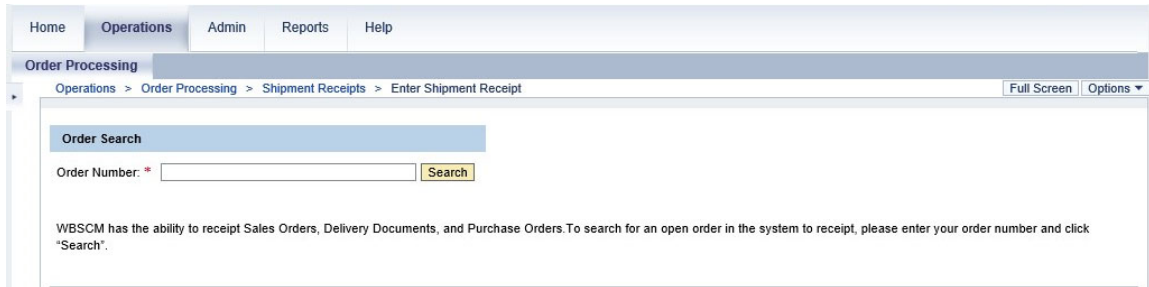 Home Operations Admin Reports Help
Order Processing
Operations > Order Processing > Shipment Receipts > Enter Shipment Receipt Full Screen Options
Order Search
Order Number: * Search
WBSCM has the ability to receipt Sales Orders, Delivery Documents, and Purchase Orders.To search for an open order in the system to receipt, please enter your order number and click
"Search".